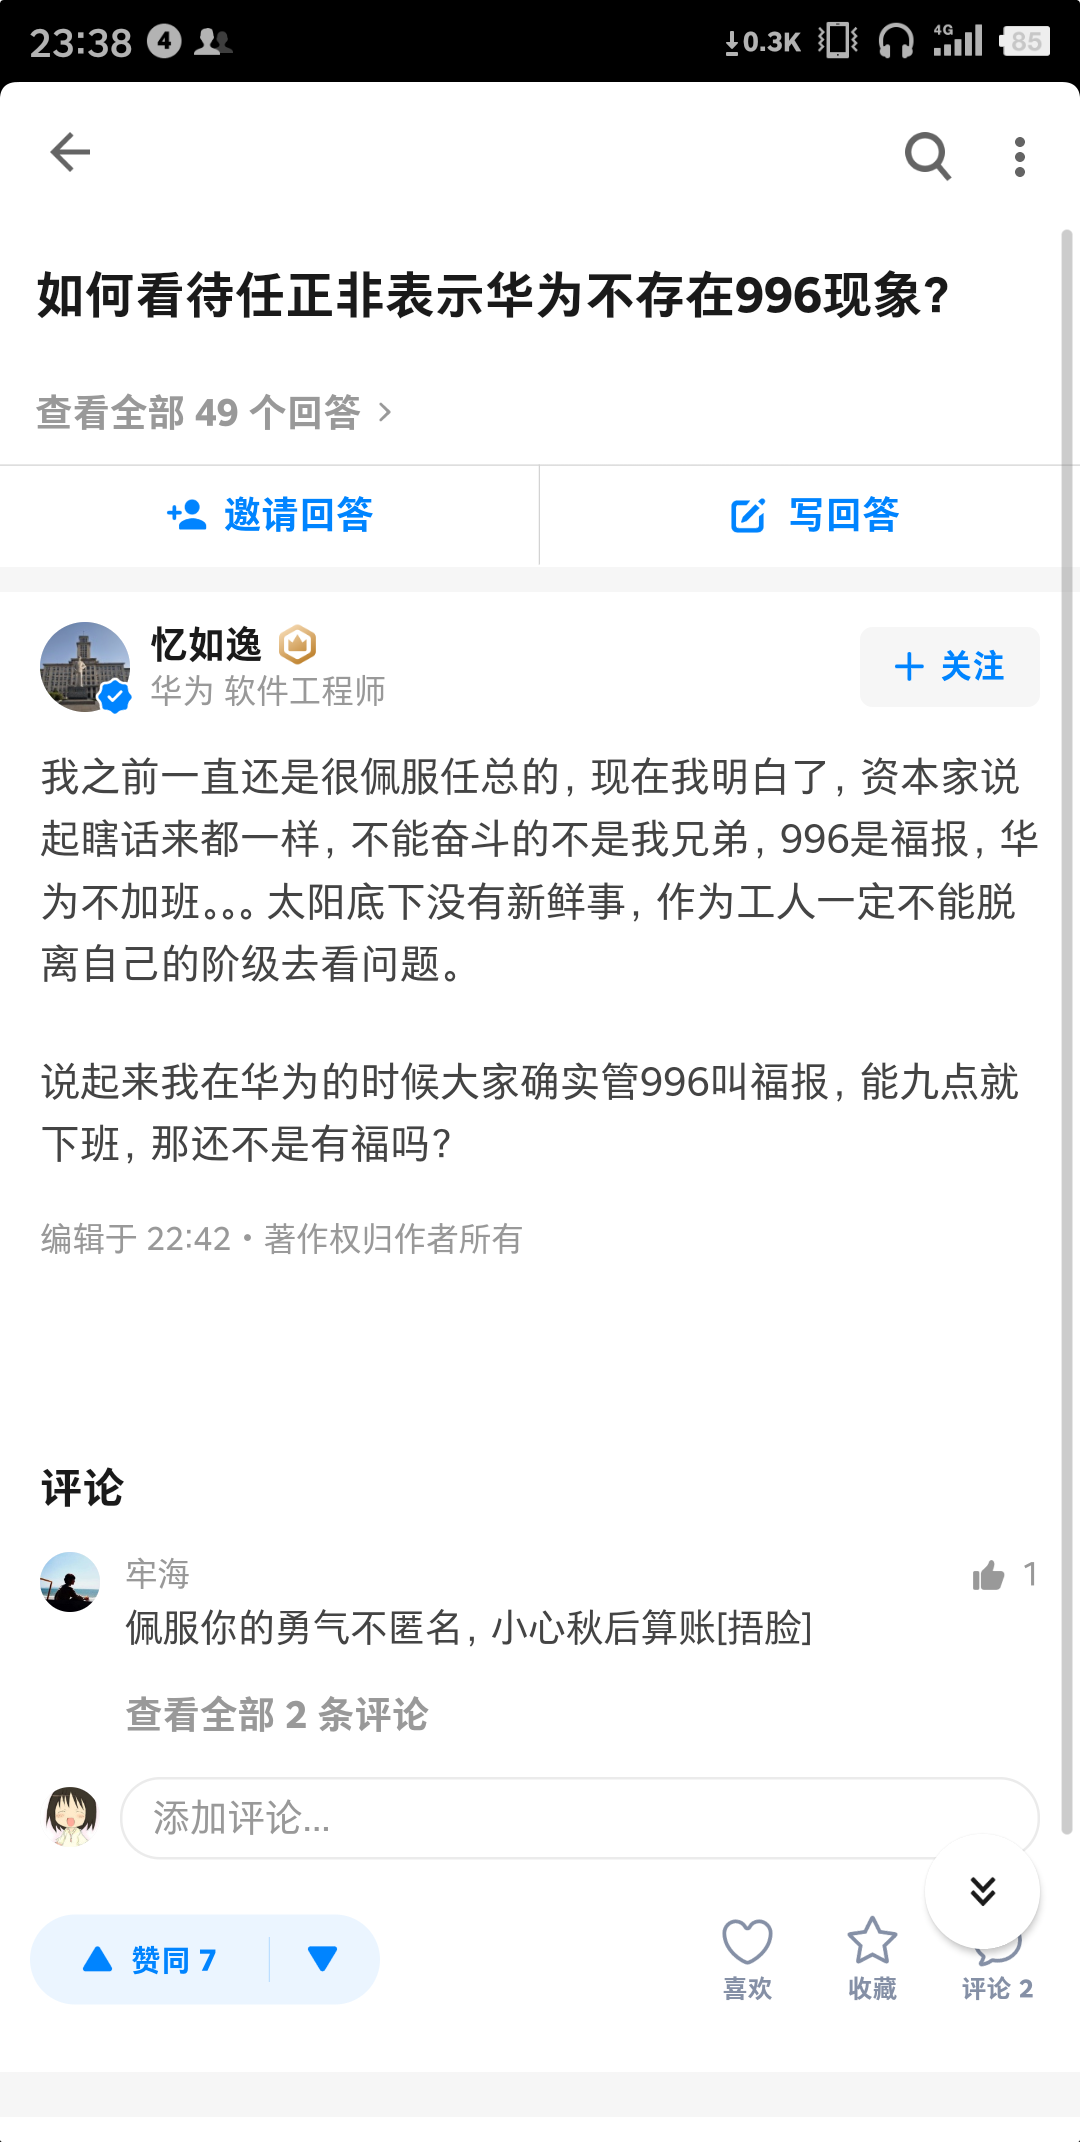 23:38 4 0.3K 4G 85
如何看待任正非表示华为不存在996现象?
查看全部 49 个回答 >
邀请回答 写回答
忆如逸
华为 软件工程师
+ 关注
我之前一直还是很佩服任总的, 现在我明白了, 资本家说
起瞎话来都一样, 不能奋斗的不是我兄弟, 996是福报, 华
为不加班。。。太阳底下没有新鲜事, 作为工人一定不能脱
离自己的阶级去看问题。
说起来我在华为的时候大家确实管996叫福报, 能九点就
下班, 那还不是有福吗?
编辑于 22:42 · 著作权归作者所有
评论
牢海 1
佩服你的勇气不匿名, 小心秋后算账[捂脸]
查看全部 2 条评论
添加评论...
赞同 7
喜欢 收藏 评论 2